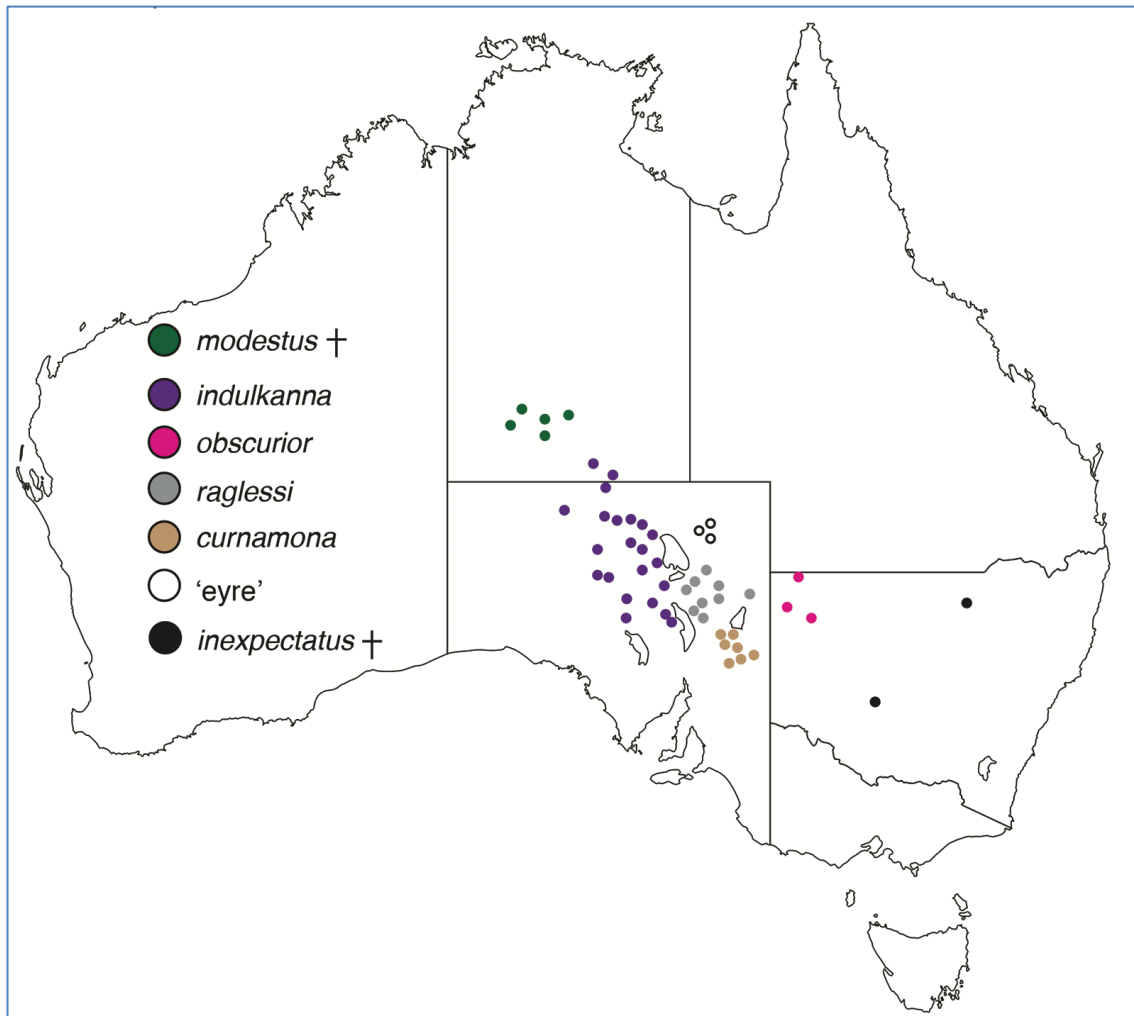 modestus †
indulkanna
obscurior
raglessi
curnamona
‘eyre’
inexpectatus †